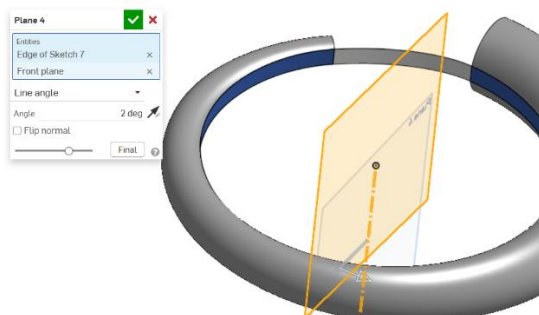 Plane 4
Entities
Edge of Sketch 7
Front plane
Line angle
Angle 2 deg
Flip normal
Final